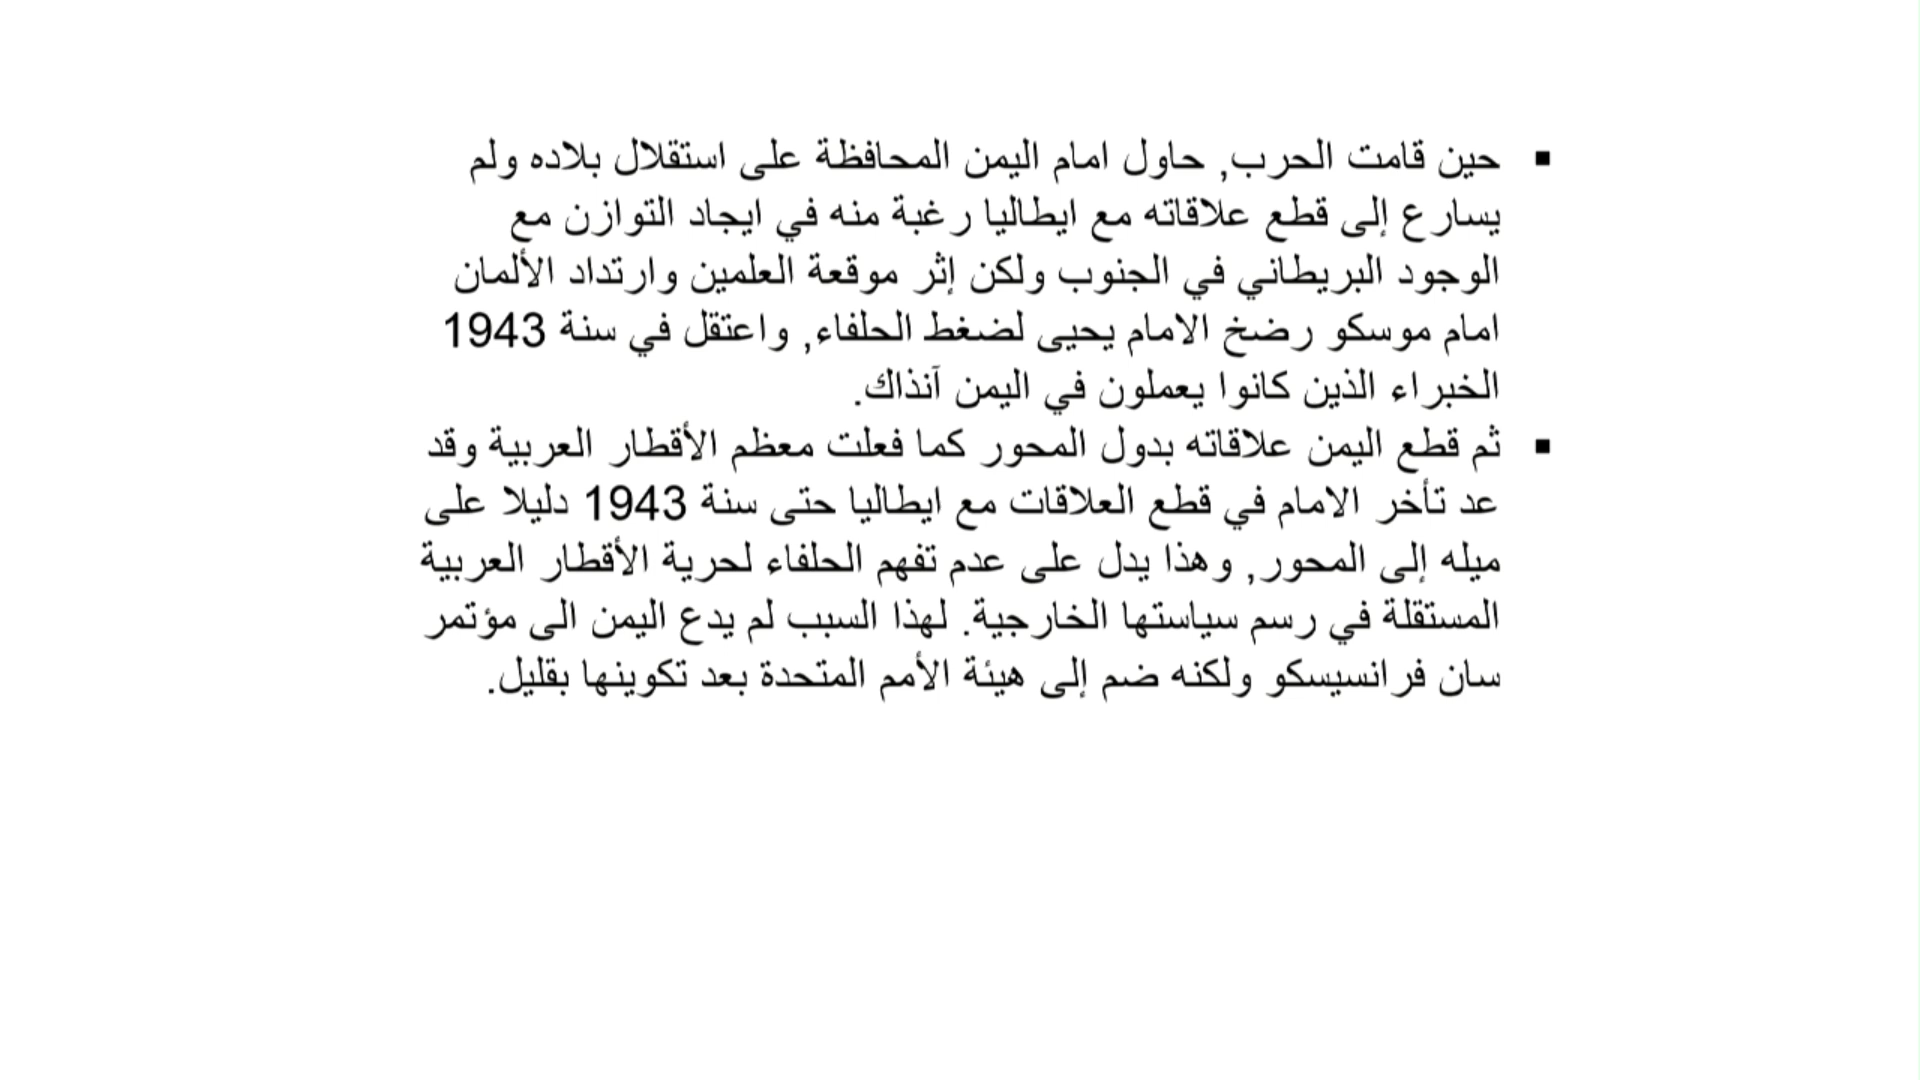 ▪ حين قامت الحرب, حاول امام اليمن المحافظة على استقلال بلاده ولم
يسارع إلى قطع علاقاته مع ايطاليا رغبة منه في ايجاد التوازن مع
الوجود البريطاني في الجنوب ولكن إثر موقعة العلمين وارتداد الألمان
امام موسكو رضخ الامام يحيى لضغط الحلفاء, واعتقل في سنة 1943
الخبراء الذين كانوا يعملون في اليمن آنذاك.
▪ ثم قطع اليمن علاقاته بدول المحور كما فعلت معظم الأقطار العربية وقد
عد تأخر الامام في قطع العلاقات مع ايطاليا حتى سنة 1943 دليلا على
ميله إلى المحور, وهذا يدل على عدم تفهم الحلفاء لحرية الأقطار العربية
المستقلة في رسم سياستها الخارجية. لهذا السبب لم يدع اليمن الى مؤتمر
سان فرانسيسكو ولكنه ضم إلى هيئة الأمم المتحدة بعد تكوينها بقليل.